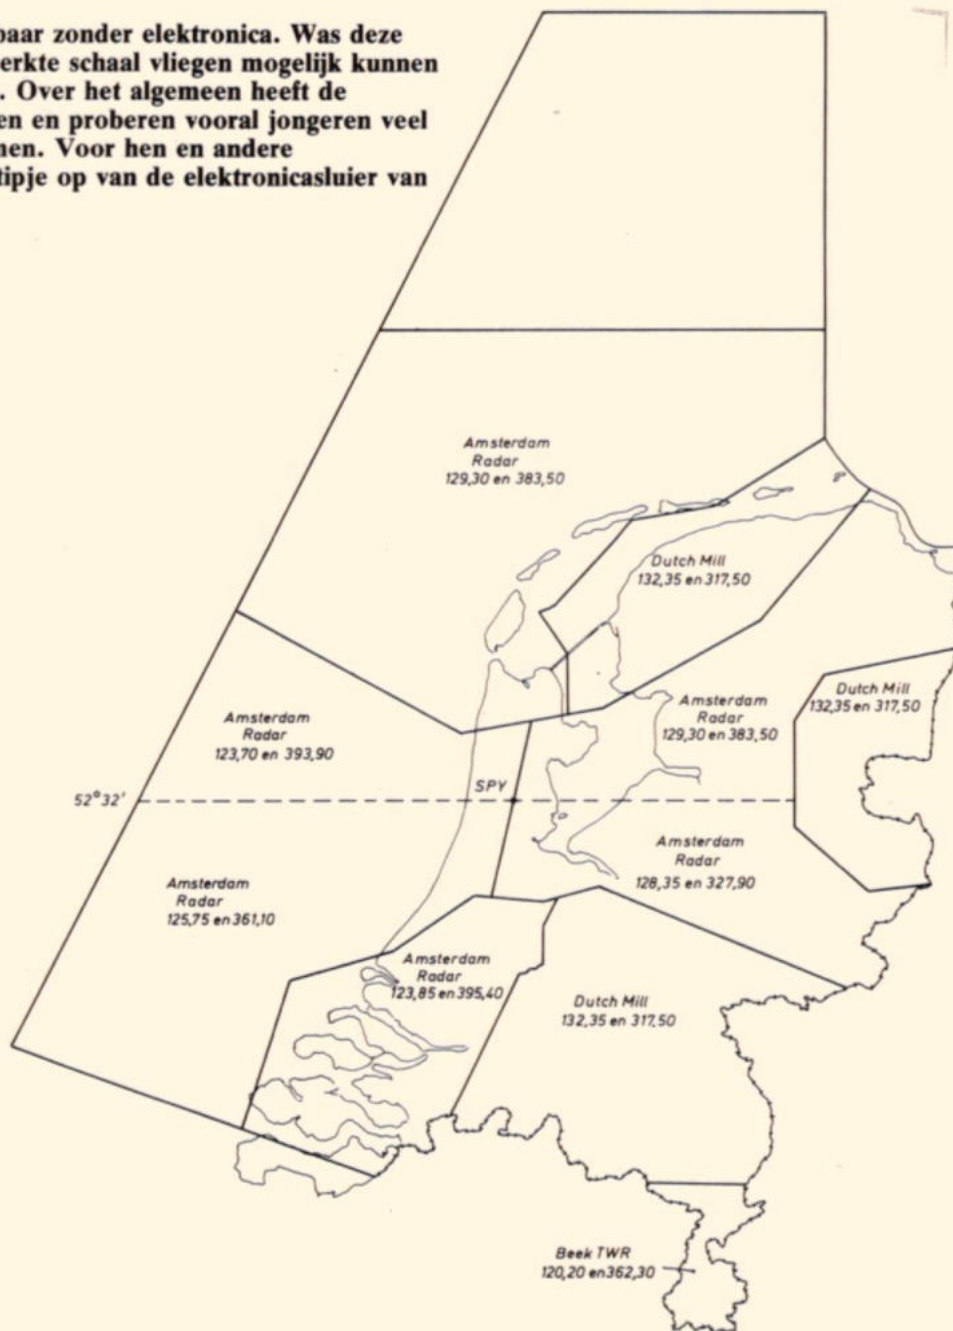 baar zonder elektronica. Was deze
erkte schaal vliegen mogelijk kunnen
. Over het algemeen heeft de
en en proberen vooral jongeren veel
nen. Voor hen en andere
tipje op van de elektronicasluier van
Amsterdam
Radar
129,30 en 383,50
Dutch Mill
132,35 en 317,50
Dutch Mill
132,35 en 317,50
Amsterdam
Radar
129,30 en 383,50
Amsterdam
Radar
123,70 en 393,90
SPY
52°32'
Amsterdam
Radar
128,35 en 327,90
Amsterdam
Radar
125,75 en 361,10
Amsterdam
Radar
123,85 en 395,40
Dutch Mill
132,35 en 317,50
Beek TWR
120,20 en 362,30